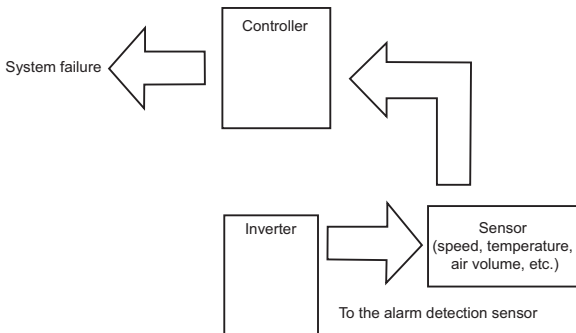 Controller
System failure
Inverter
Sensor
(speed, temperature,
air volume, etc.)
To the alarm detection sensor